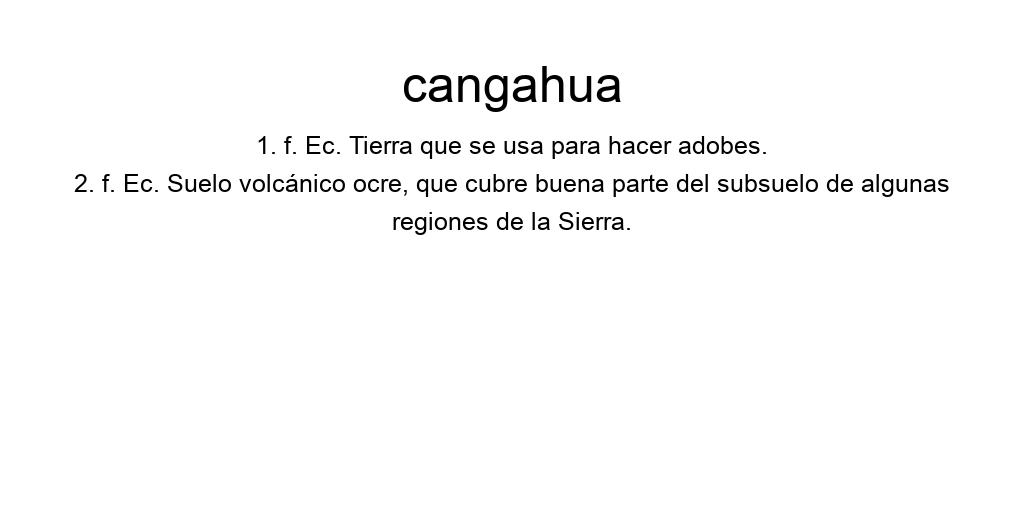 cangahua
1. f. Ec. Tierra que se usa para hacer adobes.
2. f. Ec. Suelo volcánico ocre, que cubre buena parte del subsuelo de algunas
regiones de la Sierra.